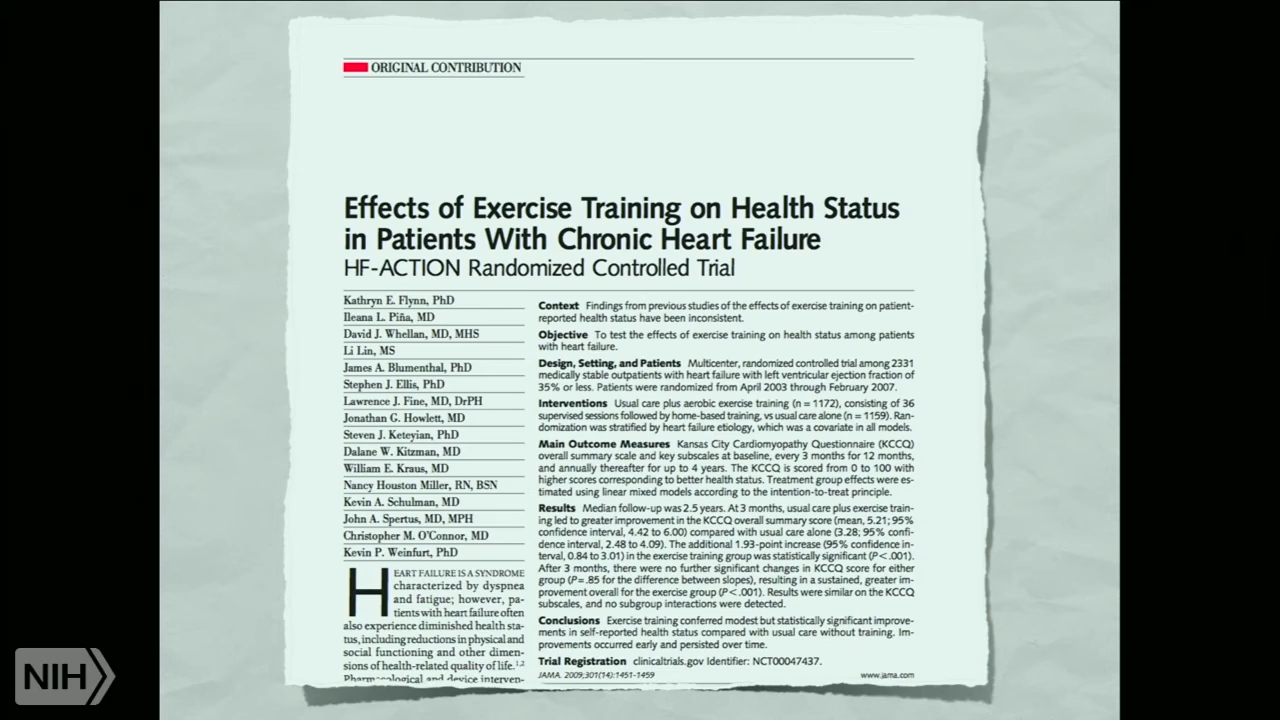 ORIGINAL CONTRIBUTION
Effects of Exercise Training on Health Status
in Patients With Chronic Heart Failure
HF-ACTION Randomized Controlled Trial
Kathryn E. Flynn, PhD
Ileana L. Piña, MD
David J. Whellan, MD, MHS
Li Lin, MS
James A. Blumenthal, PhD
Stephen J. Ellis, PhD
Lawrence J. Fine, MD, DrPH
Jonathan G. Howlett, MD
Steven J. Keteyian, PhD
Dalane W. Kitzman, MD
William E. Kraus, MD
Nancy Houston Miller, RN, BSN
Kevin A. Schulman, MD
John A. Spertus, MD, MPH
Christopher M. O'Connor, MD
Kevin P. Weinfurt, PhD
HEART FAILURE IS A SYNDROME
characterized by dyspnea
and fatigue; however, pa-
tients with heart failure often
also experience diminished health sta-
tus, including reductions in physical and
social functioning and other dimen-
sions of health-related quality of life.1,2
Pharmacological and device interven-
Context Findings from previous studies of the effects of exercise training on patient-
reported health status have been inconsistent.
Objective To test the effects of exercise training on health status among patients
with heart failure.
Design, Setting, and Patients Multicenter, randomized controlled trial among 2331
medically stable outpatients with heart failure with left ventricular ejection fraction of
35% or less. Patients were randomized from April 2003 through February 2007.
Interventions Usual care plus aerobic exercise training (n = 1172), consisting of 36
supervised sessions followed by home-based training, vs usual care alone (n = 1159). Ran-
domization was stratified by heart failure etiology, which was a covariate in all models.
Main Outcome Measures Kansas City Cardiomyopathy Questionnaire (KCCQ)
overall summary scale and key subscales at baseline, every 3 months for 12 months,
and annually thereafter for up to 4 years. The KCCQ is scored from 0 to 100 with
higher scores corresponding to better health status. Treatment group effects were es-
timated using linear mixed models according to the intention-to-treat principle.
Results Median follow-up was 2.5 years. At 3 months, usual care plus exercise train-
ing led to greater improvement in the KCCQ overall summary score (mean, 5.21; 95%
confidence interval, 4.42 to 6.00) compared with usual care alone (3.28; 95% confi-
dence interval, 2.48 to 4.09). The additional 1.93-point increase (95% confidence in-
terval, 0.84 to 3.01) in the exercise training group was statistically significant (P<.001).
After 3 months, there were no further significant changes in KCCQ score for either
group (P=.85 for the difference between slopes), resulting in a sustained, greater im-
provement overall for the exercise group (P<.001). Results were similar on the KCCQ
subscales, and no subgroup interactions were detected.
Conclusions Exercise training conferred modest but statistically significant improve-
ments in self-reported health status compared with usual care without training. Im-
provements occurred early and persisted over time.
Trial Registration clinicaltrials.gov Identifier: NCT00047437.
JAMA. 2009;301(14):1451-1459
www.jama.com
NIH